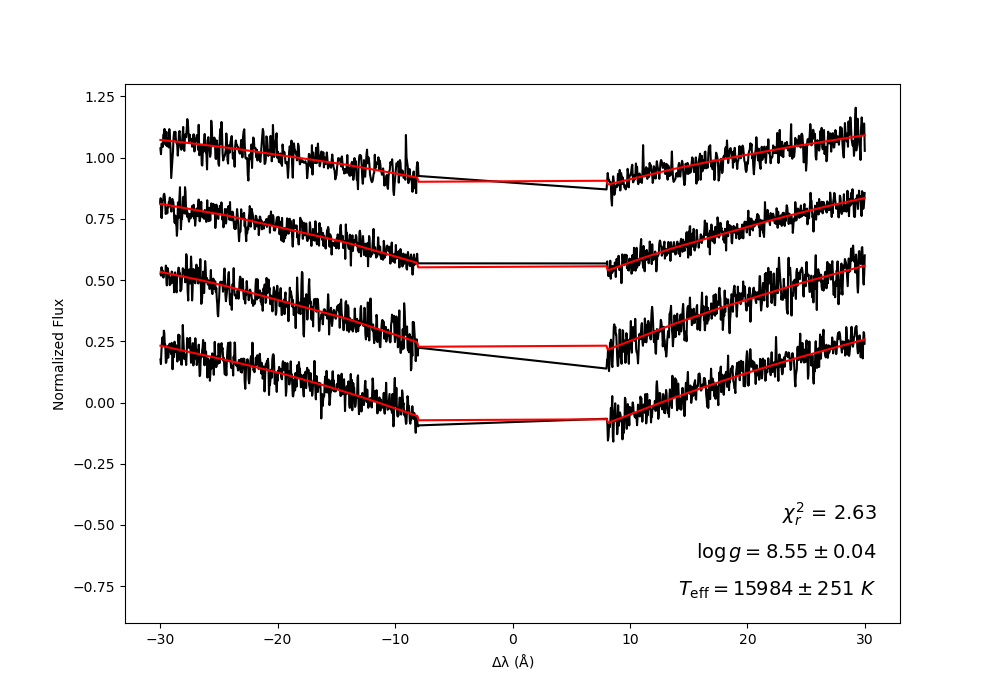 1.25
1.00
0.75
0.50
0.25
0.00
−0.25
−0.50
−0.75
Normalized Flux
χ²ᵣ = 2.63
log g = 8.55 ± 0.04
T_eff = 15984 ± 251 K
−30 −20 −10 0 10 20 30
Δλ (Å)